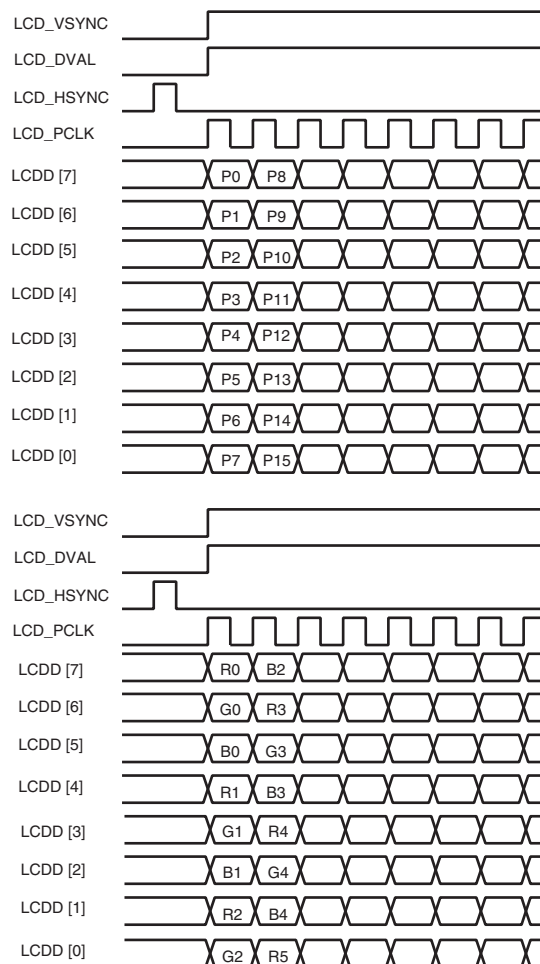 LCD_VSYNC
LCD_DVAL
LCD_HSYNC
LCD_PCLK
LCDD [7] P0 P8
LCDD [6] P1 P9
LCDD [5] P2 P10
LCDD [4] P3 P11
LCDD [3] P4 P12
LCDD [2] P5 P13
LCDD [1] P6 P14
LCDD [0] P7 P15
LCD_VSYNC
LCD_DVAL
LCD_HSYNC
LCD_PCLK
LCDD [7] R0 B2
LCDD [6] G0 R3
LCDD [5] B0 G3
LCDD [4] R1 B3
LCDD [3] G1 R4
LCDD [2] B1 G4
LCDD [1] R2 B4
LCDD [0] G2 R5